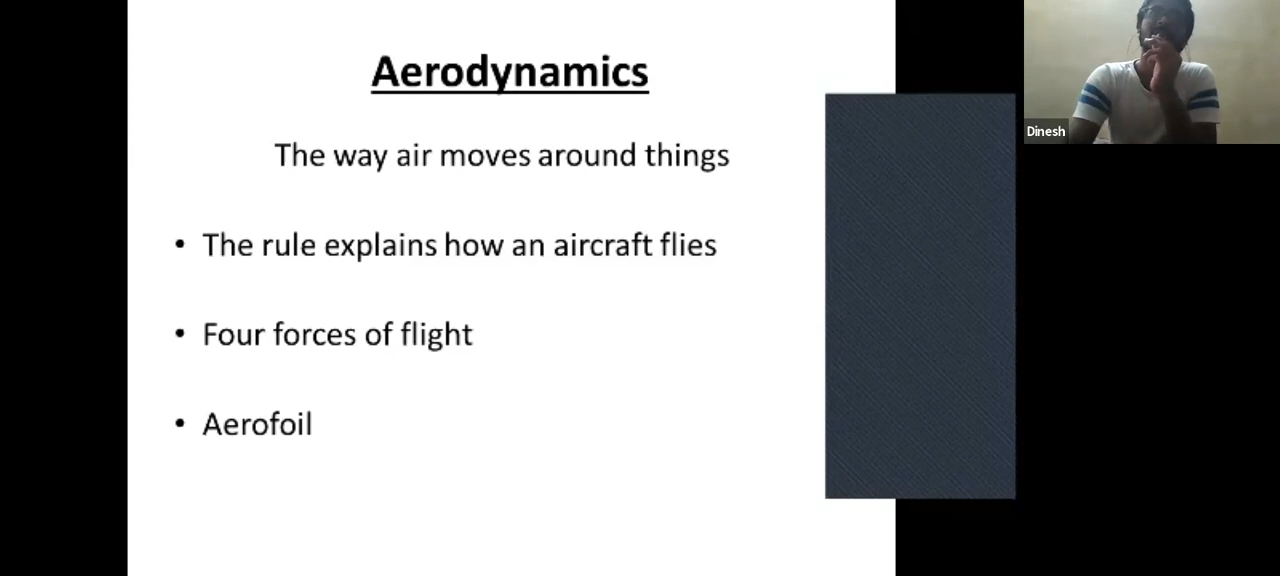 Aerodynamics
The way air moves around things
• The rule explains how an aircraft flies
• Four forces of flight
• Aerofoil
Dinesh